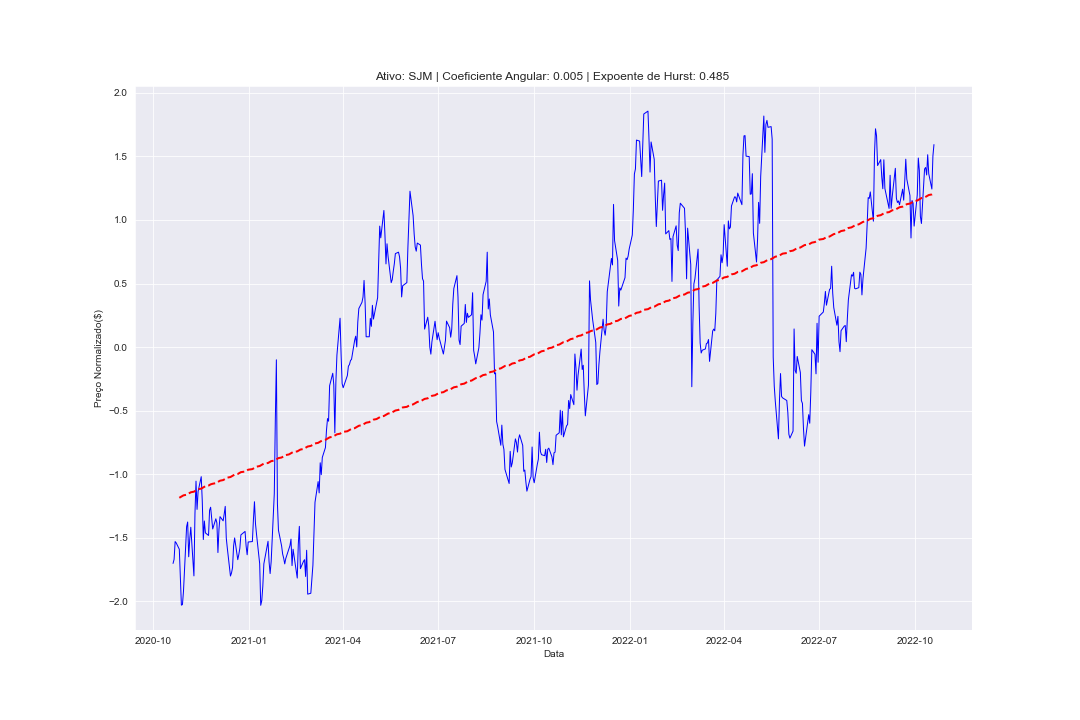 Ativo: SJM | Coeficiente Angular: 0.005 | Expoente de Hurst: 0.485
2.0
1.5
1.0
0.5
0.0
−0.5
−1.0
−1.5
−2.0
Preço Normalizado($)
2020-10 2021-01 2021-04 2021-07 2021-10 2022-01 2022-04 2022-07 2022-10
Data